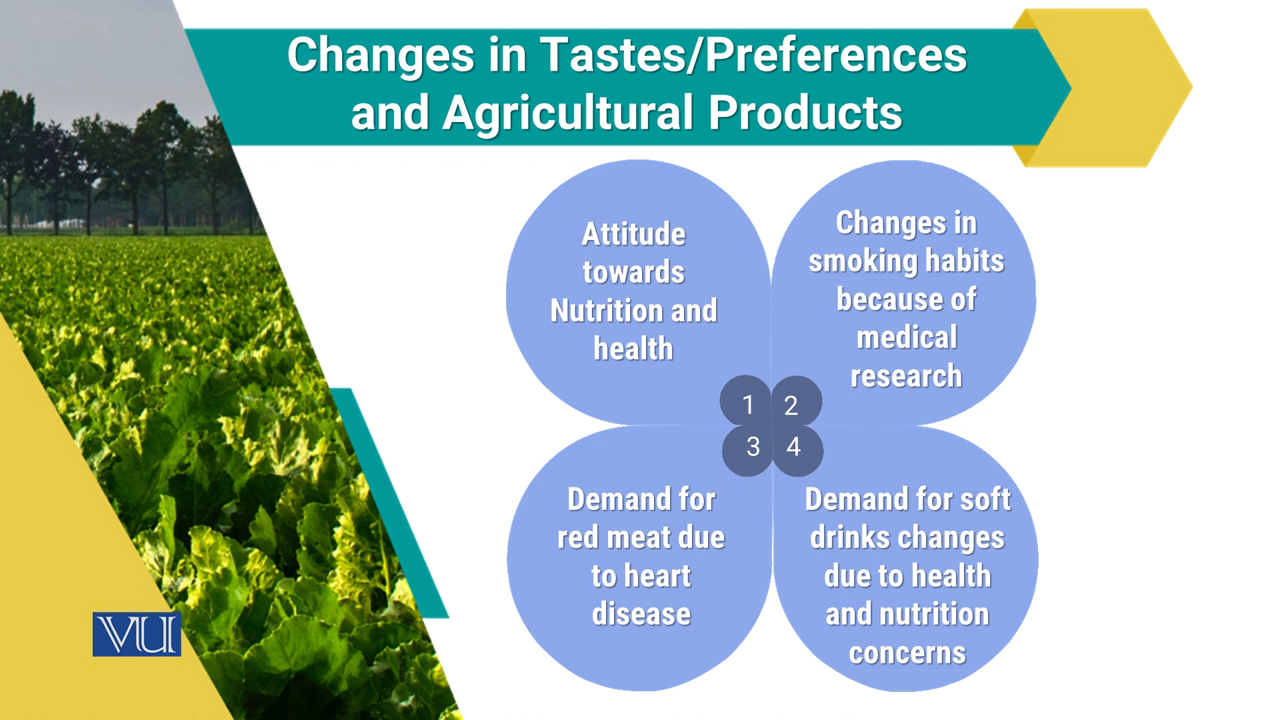 Changes in Tastes/Preferences
and Agricultural Products
Attitude
towards
Nutrition and
health
Changes in
smoking habits
because of
medical
research
1
2
3
4
Demand for
red meat due
to heart
disease
Demand for soft
drinks changes
due to health
and nutrition
concerns
VU